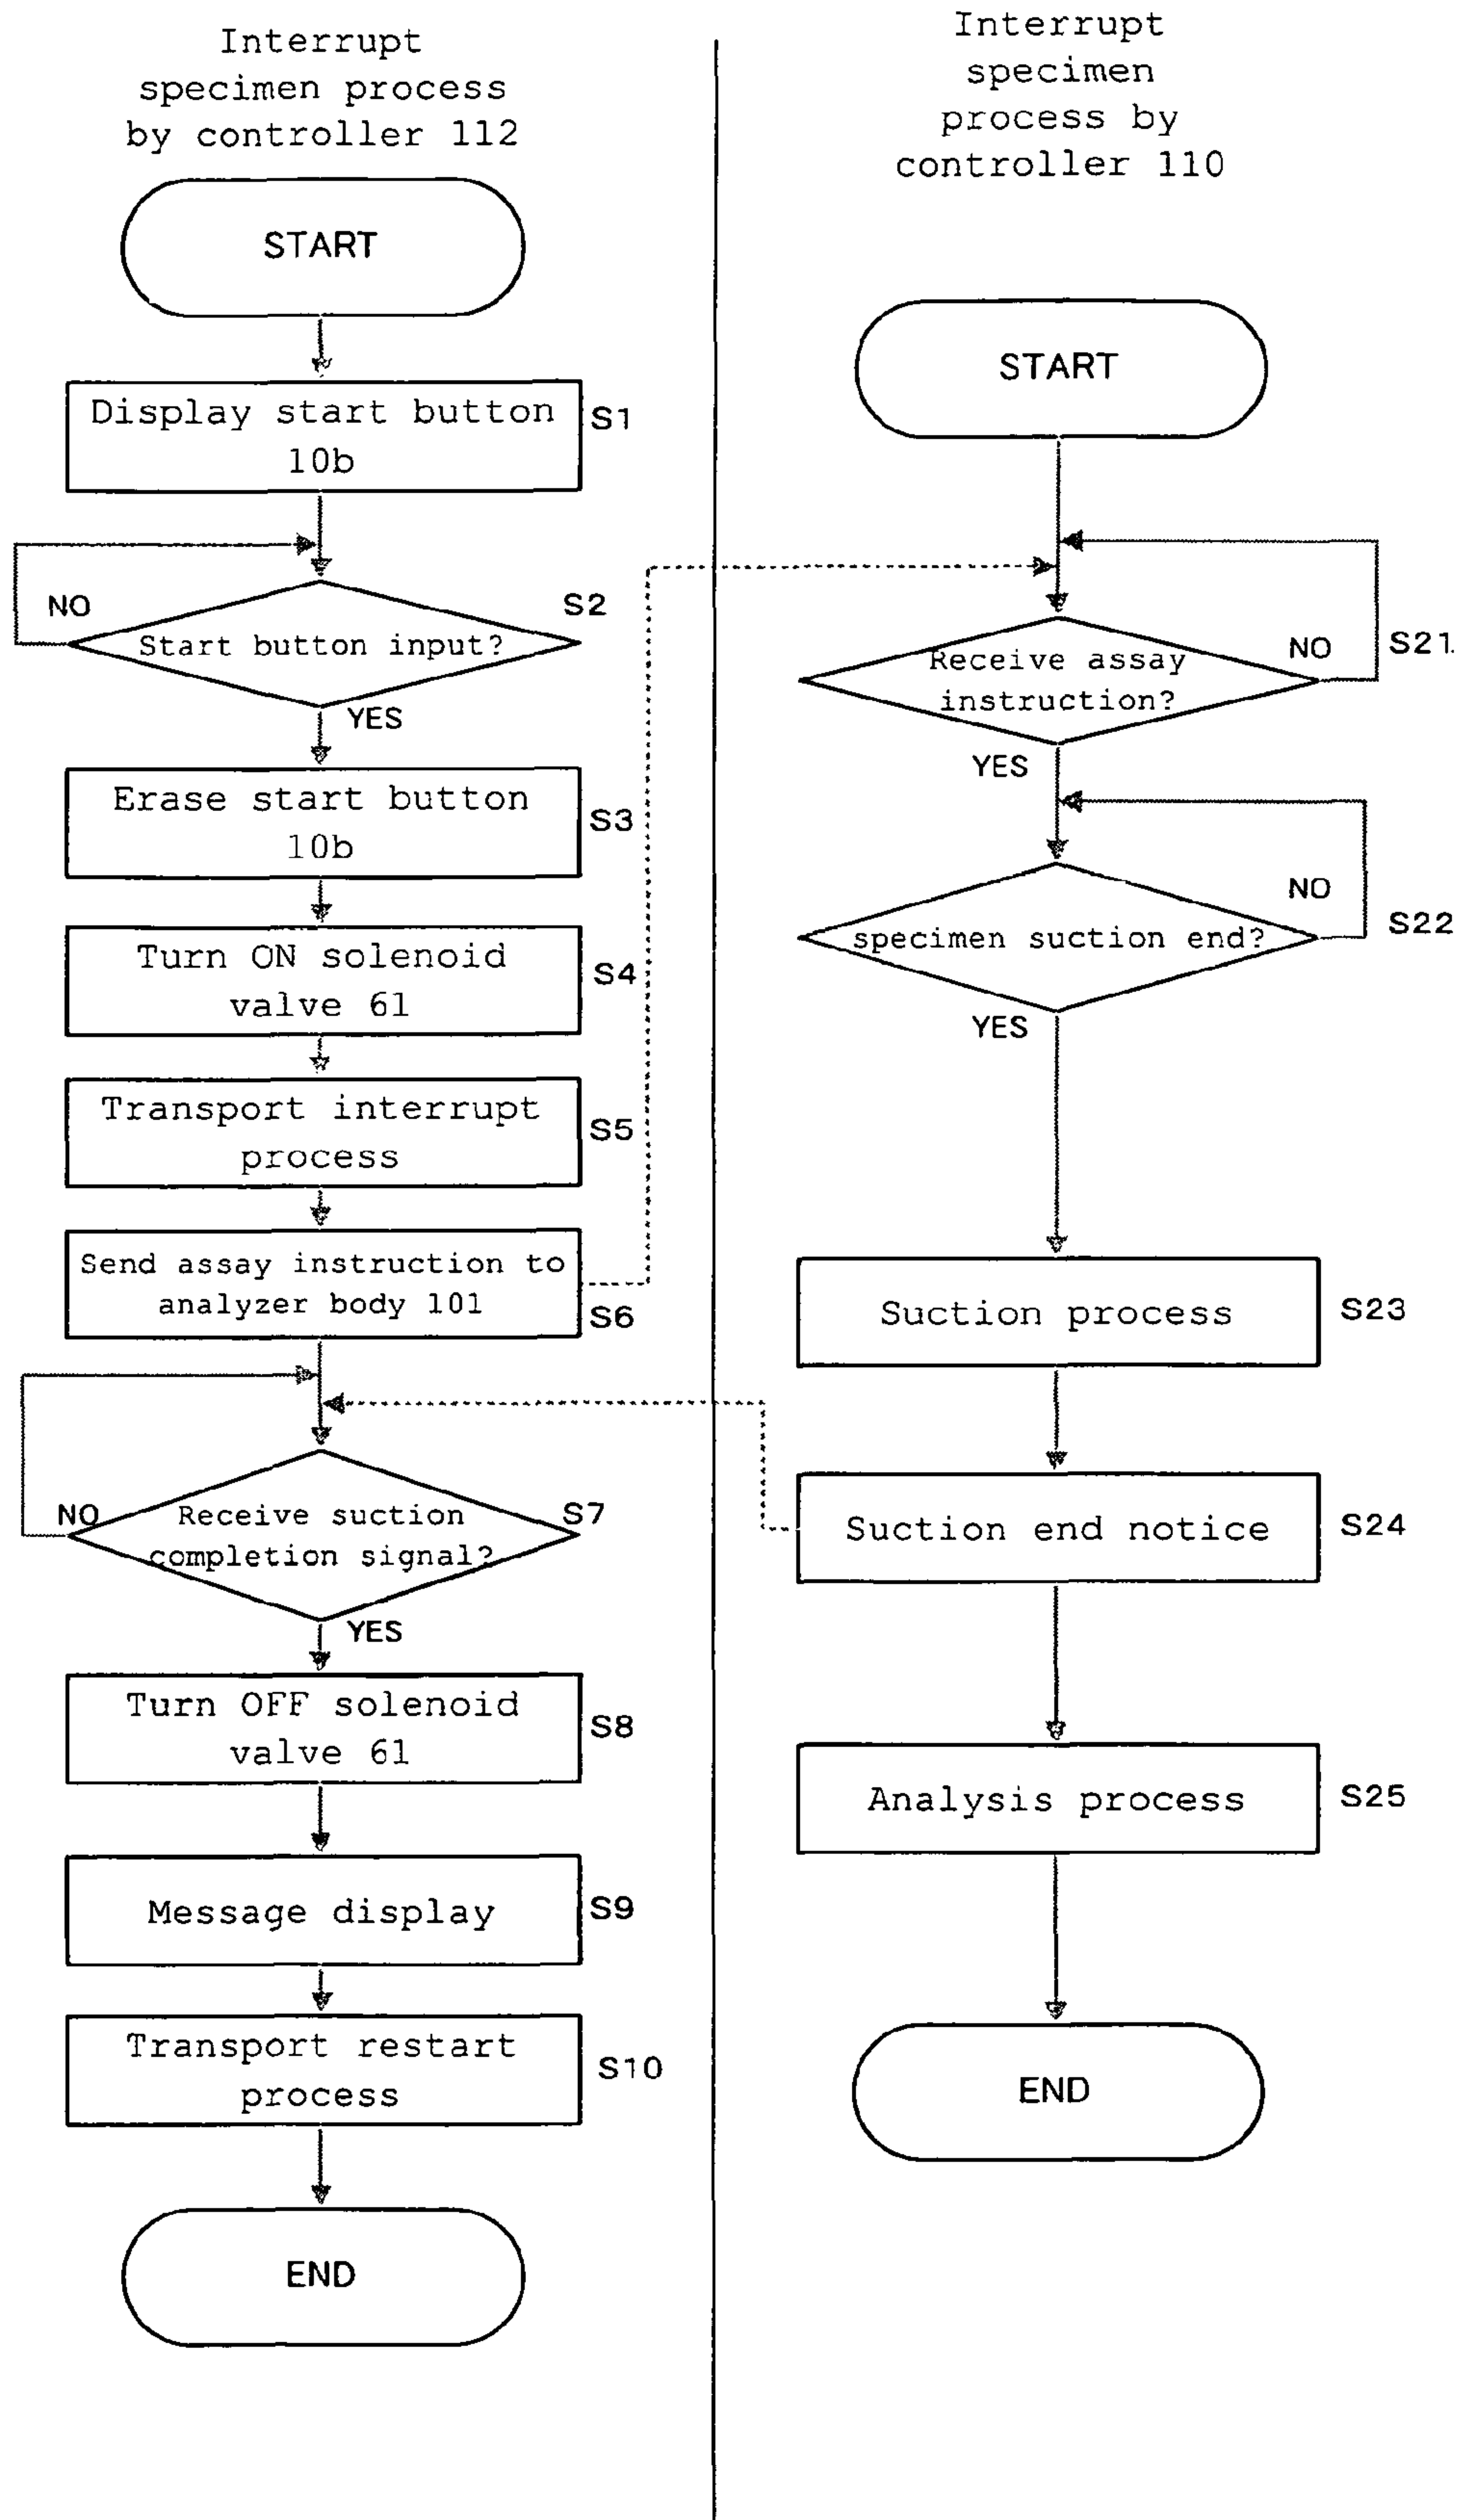 Interrupt
specimen process
by controller 112
START
Display start button
10b
S1
NO
Start button input?
S2
YES
Erase start button
10b
S3
Turn ON solenoid
valve 61
S4
Transport interrupt
process
S5
Send assay instruction to
analyzer body 101
S6
NO
Receive suction
completion signal?
S7
YES
Turn OFF solenoid
valve 61
S8
Message display
S9
Transport restart
process
S10
END
Interrupt
specimen
process by
controller 110
START
Receive assay
instruction?
NO
S21
YES
specimen suction end?
NO
S22
YES
Suction process
S23
Suction end notice
S24
Analysis process
S25
END